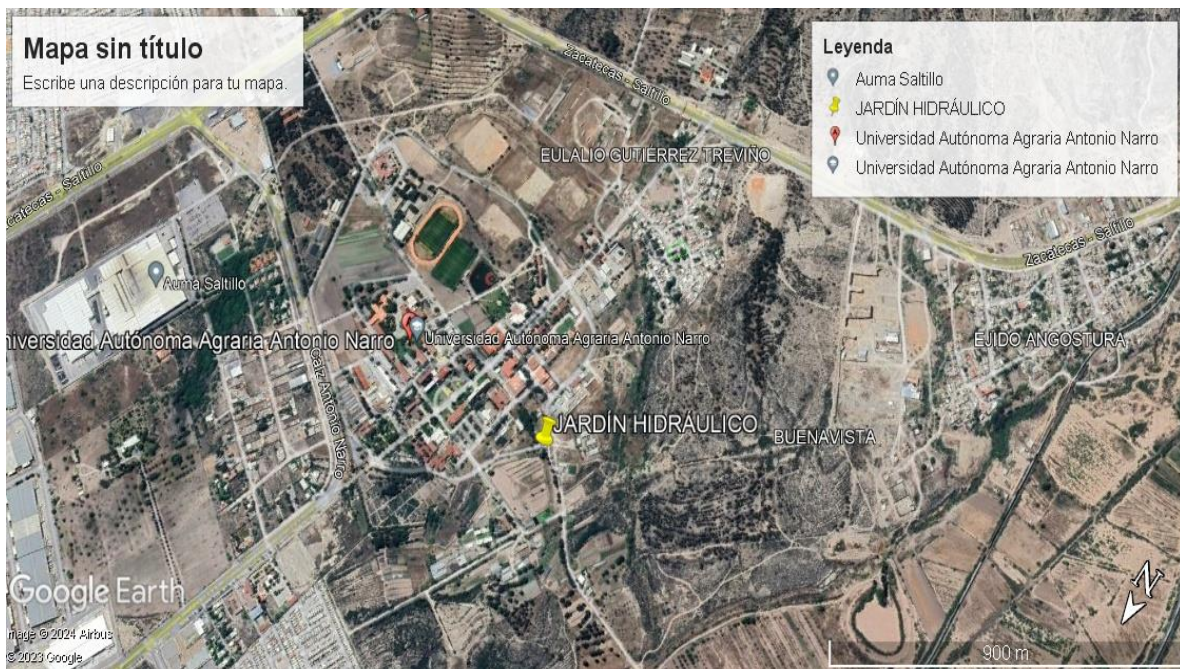 Mapa sin título
Escribe una descripción para tu mapa.
Leyenda
Auma Saltillo
JARDÍN HIDRÁULICO
Universidad Autónoma Agraria Antonio Narro
Universidad Autónoma Agraria Antonio Narro
Zacatecas - Saltillo
EULALIO GUTIÉRREZ TREVIÑO
catecas - Saltillo
Zacatecas - Saltillo
Auma Saltillo
niversidad Autónoma Agraria Antonio Narro
Universidad Autónoma Agraria Antonio Narro
EJIDO ANGOSTURA
Calz Antonio Narro
JARDÍN HIDRÁULICO
BUENAVISTA
Google Earth
mage © 2024 Airbus
© 2023 Google
N
900 m